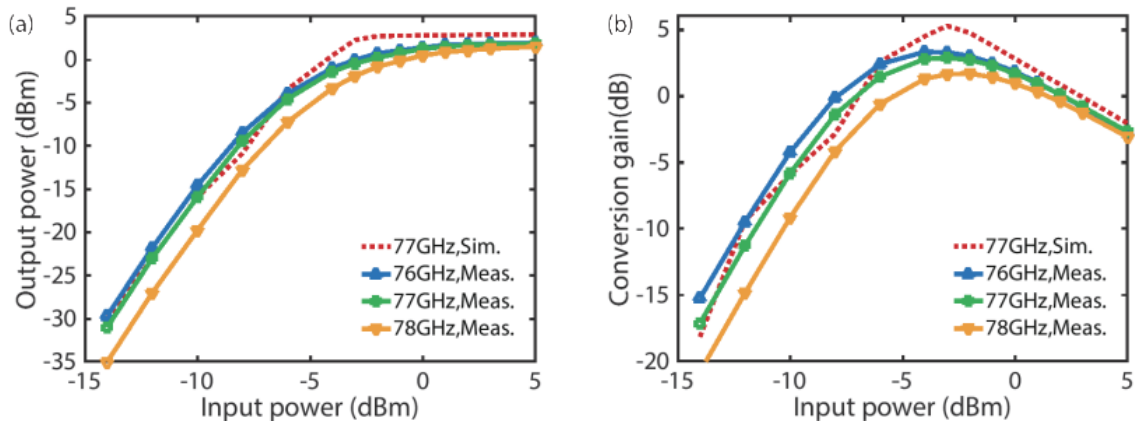 (a)
Output power (dBm)
5
0
-5
-10
-15
-20
-25
-30
-35
-15
-10
-5
0
5
Input power (dBm)
77GHz,Sim.
76GHz,Meas.
77GHz,Meas.
78GHz,Meas.
(b)
Conversion gain(dB)
5
0
-5
-10
-15
-20
-15
-10
-5
0
5
Input power (dBm)
77GHz,Sim.
76GHz,Meas.
77GHz,Meas.
78GHz,Meas.